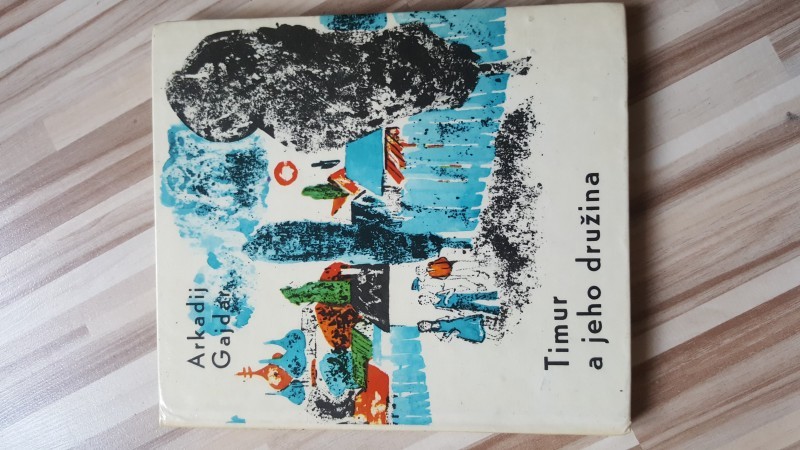 Arkadij
Gajdar
Timur
a jeho družina